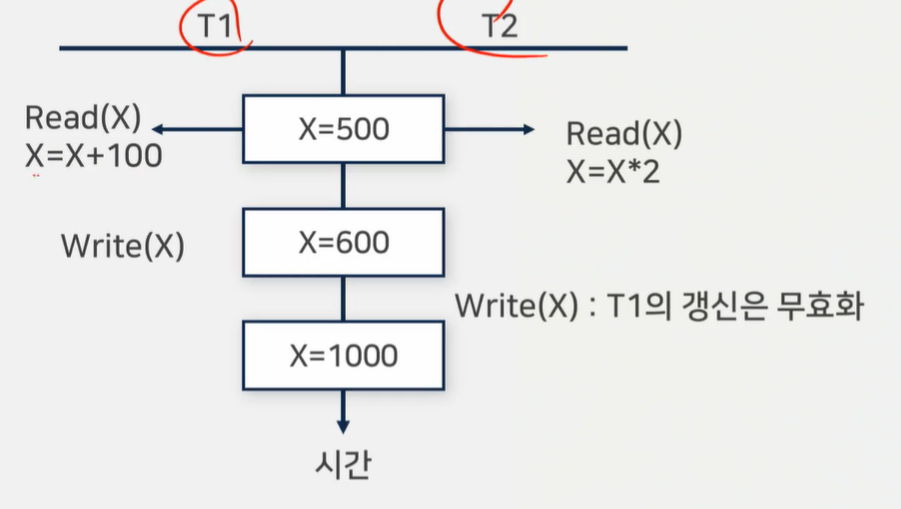 T1
T2
Read(X)
X=X+100
X=500
Read(X)
X=X*2
Write(X)
X=600
Write(X) : T1의 갱신은 무효화
X=1000
시간